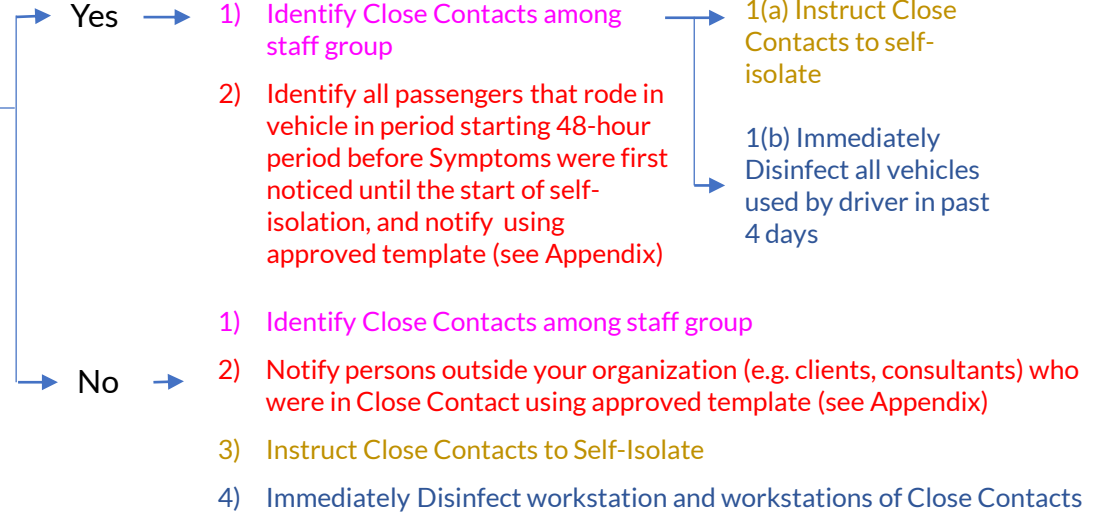 Yes
1) Identify Close Contacts among
staff group
2) Identify all passengers that rode in
vehicle in period starting 48-hour
period before Symptoms were first
noticed until the start of self-
isolation, and notify using
approved template (see Appendix)
1(a) Instruct Close
Contacts to self-
isolate
1(b) Immediately
Disinfect all vehicles
used by driver in past
4 days
No
1) Identify Close Contacts among staff group
2) Notify persons outside your organization (e.g. clients, consultants) who
were in Close Contact using approved template (see Appendix)
3) Instruct Close Contacts to Self-Isolate
4) Immediately Disinfect workstation and workstations of Close Contacts